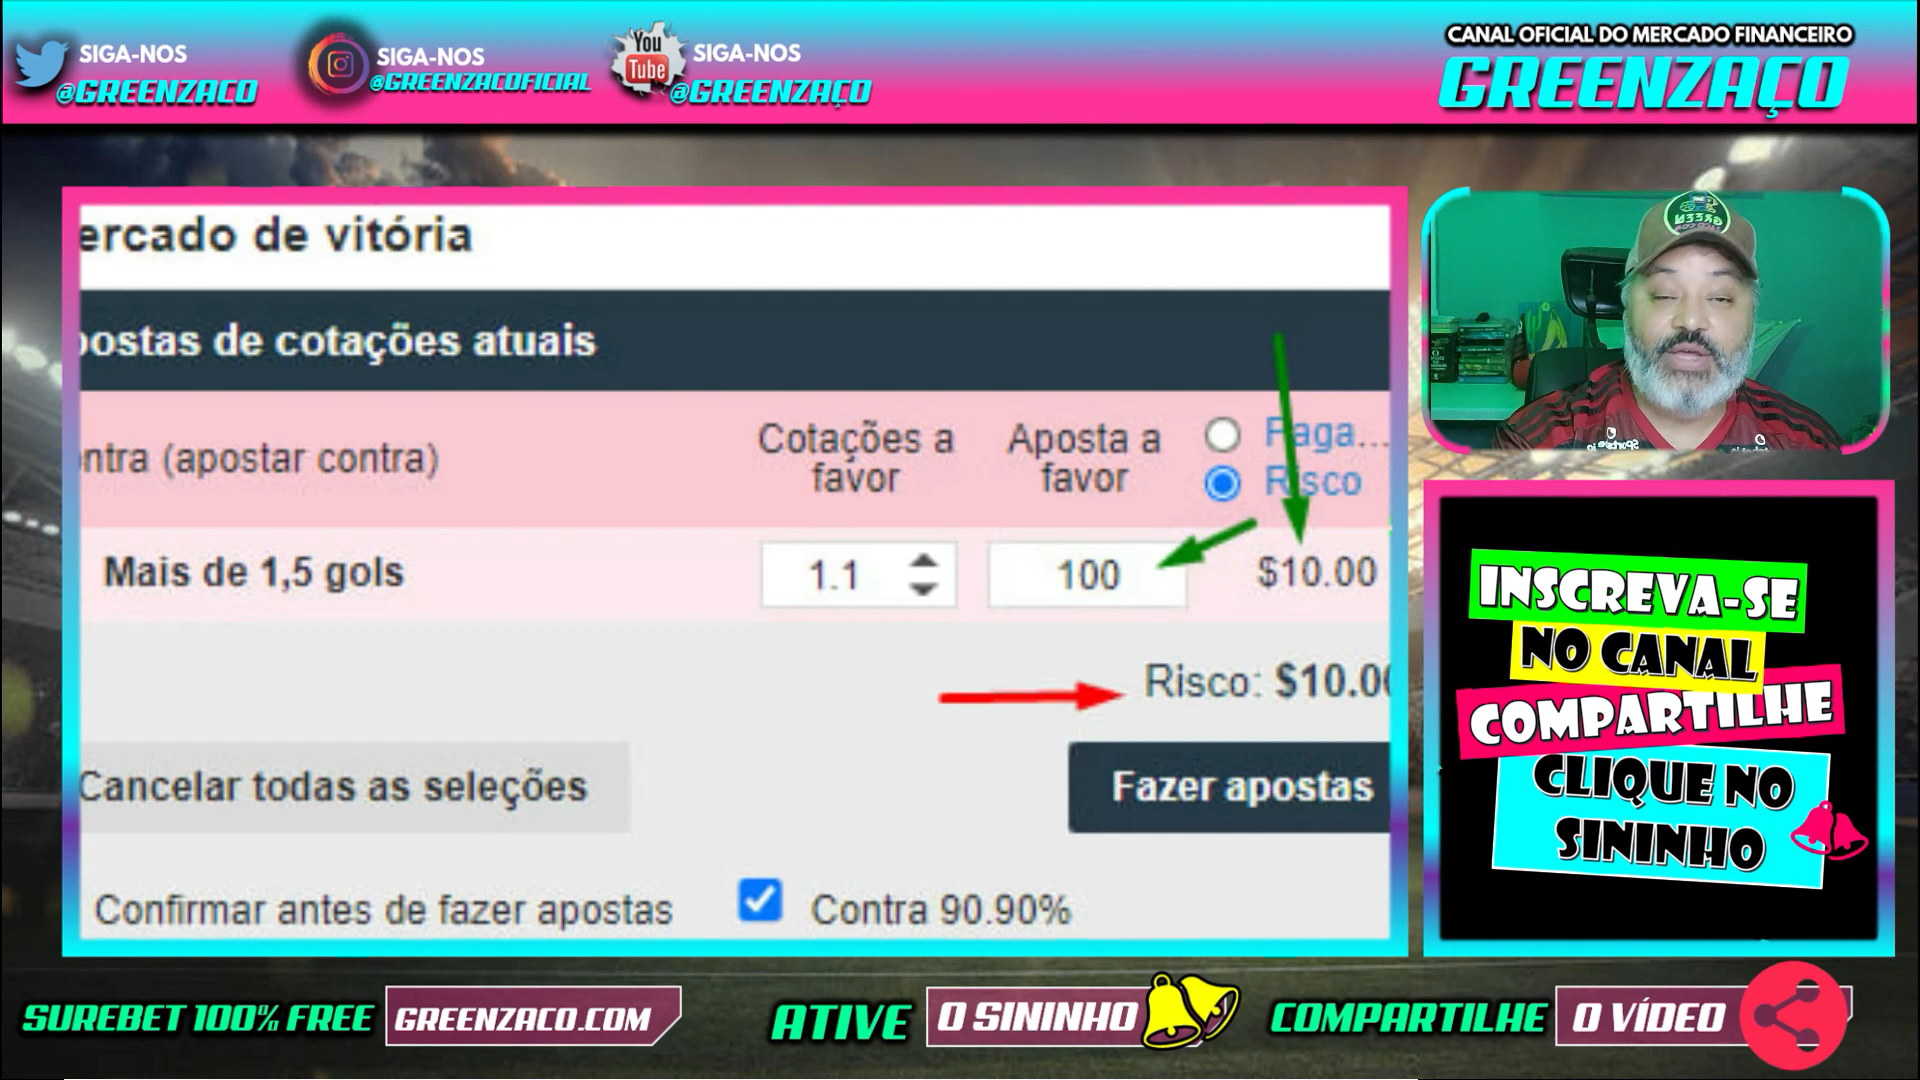 SIGA-NOS
@GREENZACO
SIGA-NOS
@GREENZACOFICIAL
You
Tube
SIGA-NOS
@GREENZAÇO
CANAL OFICIAL DO MERCADO FINANCEIRO
GREENZAÇO
ercado de vitória
postas de cotações atuais
ntra (apostar contra)
Cotações a
favor
Aposta a
favor
Paga...
Risco
Mais de 1,5 gols
1.1
100
$10.00
Risco: $10.00
Cancelar todas as seleções
Fazer apostas
Confirmar antes de fazer apostas
Contra 90.90%
INSCREVA-SE
NO CANAL
COMPARTILHE
CLIQUE NO
SININHO
SUREBET 100% FREE
GREENZACO.COM
ATIVE
O SININHO
COMPARTILHE
O VÍDEO